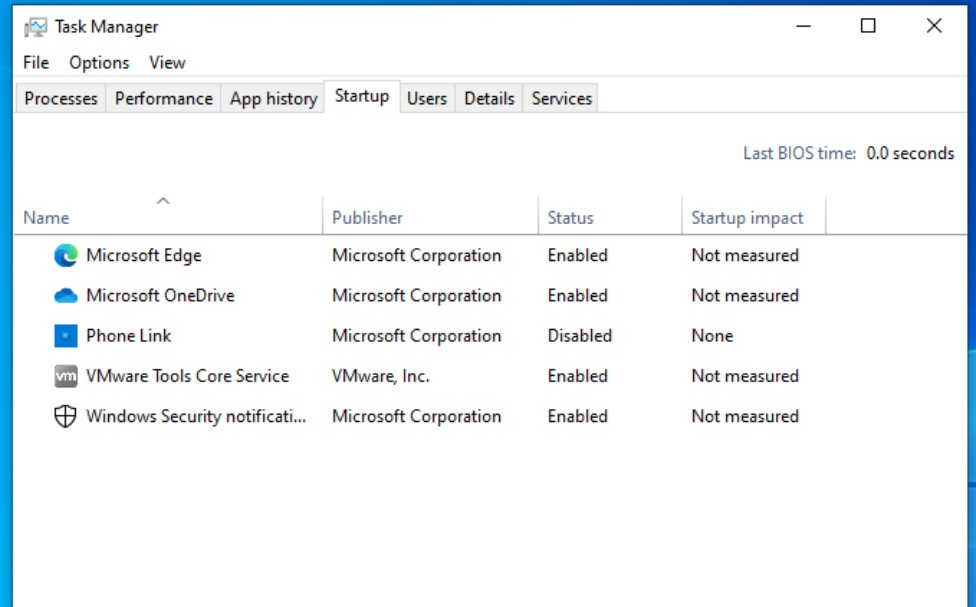 Task Manager
File Options View
Processes Performance App history Startup Users Details Services
Last BIOS time: 0.0 seconds
Name Publisher Status Startup impact
Microsoft Edge Microsoft Corporation Enabled Not measured
Microsoft OneDrive Microsoft Corporation Enabled Not measured
Phone Link Microsoft Corporation Disabled None
vm VMware Tools Core Service VMware, Inc. Enabled Not measured
Windows Security notificati... Microsoft Corporation Enabled Not measured